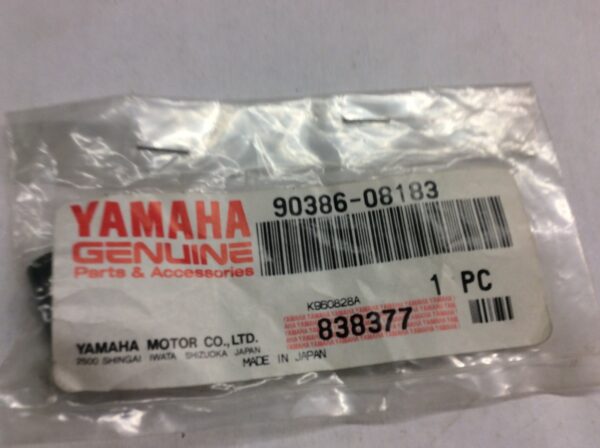 YAMAHA
GENUINE
Parts & Accessories
90386-08183
1 PC
K960828A
838377
YAMAHA MOTOR CO., LTD.
2500 SHINGAI IWATA SHIZUOKA JAPAN
MADE IN JAPAN